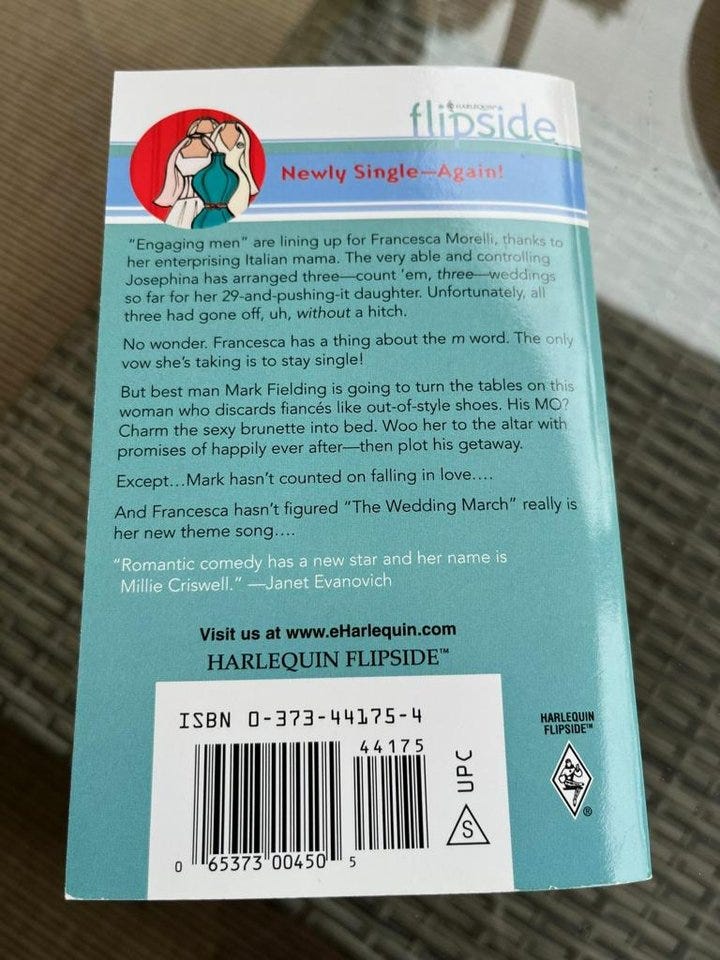 HARLEQUIN™
flipside
Newly Single—Again!
“Engaging men” are lining up for Francesca Morelli, thanks to
her enterprising Italian mama. The very able and controlling
Josephina has arranged three—count ’em, three—weddings
so far for her 29-and-pushing-it daughter. Unfortunately, all
three had gone off, uh, without a hitch.
No wonder. Francesca has a thing about the m word. The only
vow she’s taking is to stay single!
But best man Mark Fielding is going to turn the tables on this
woman who discards fiancés like out-of-style shoes. His MO?
Charm the sexy brunette into bed. Woo her to the altar with
promises of happily ever after—then plot his getaway.
Except…Mark hasn’t counted on falling in love….
And Francesca hasn’t figured “The Wedding March” really is
her new theme song….
“Romantic comedy has a new star and her name is
Millie Criswell.” —Janet Evanovich
Visit us at www.eHarlequin.com
HARLEQUIN FLIPSIDE™
ISBN 0-373-44175-4
44175
0 65373 00450 5
UPC
S
HARLEQUIN
FLIPSIDE™
®